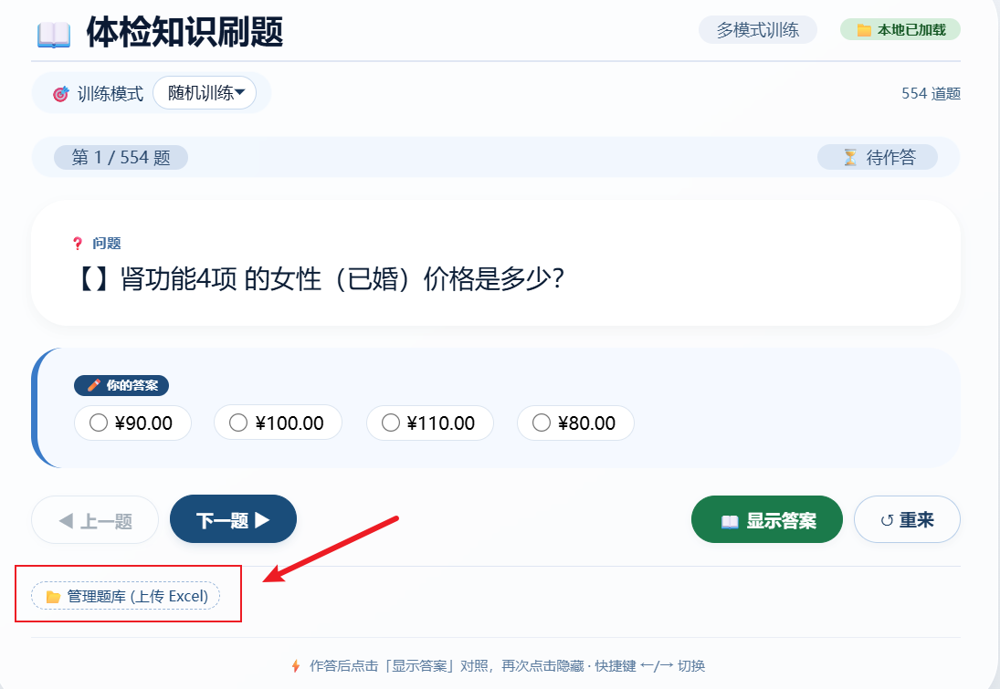 📖 体检知识刷题 多模式训练 📁 本地已加载
🎯 训练模式 随机训练 554 道题
第 1 / 554 题 ⏳ 待作答
❓ 问题
【】肾功能4项 的女性（已婚）价格是多少？
✏️ 你的答案
¥90.00 ¥100.00 ¥110.00 ¥80.00
◀ 上一题 下一题 ▶ 📖 显示答案 ↺ 重来
📁 管理题库 (上传 Excel)
⚡ 作答后点击「显示答案」对照，再次点击隐藏 · 快捷键 ←/→ 切换